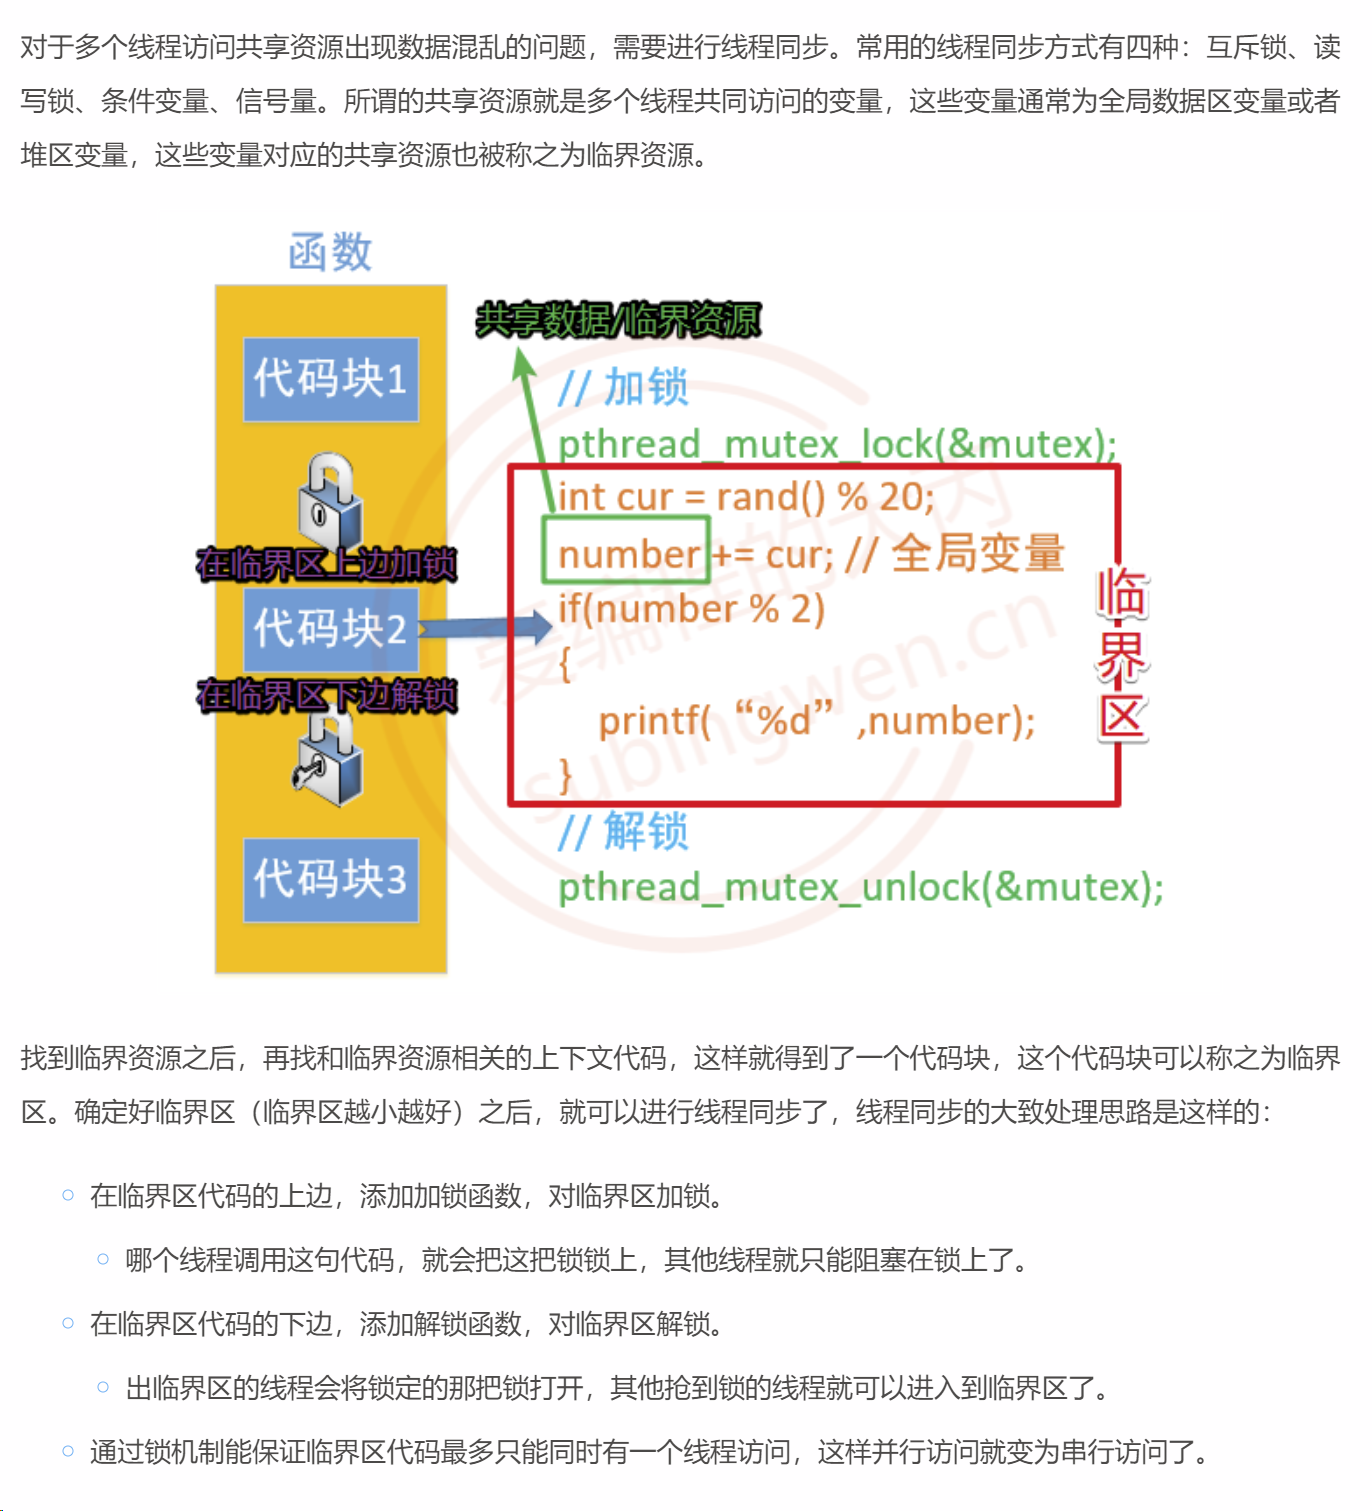 对于多个线程访问共享资源出现数据混乱的问题，需要进行线程同步。常用的线程同步方式有四种：互斥锁、读
写锁、条件变量、信号量。所谓的共享资源就是多个线程共同访问的变量，这些变量通常为全局数据区变量或者
堆区变量，这些变量对应的共享资源也被称之为临界资源。
函数
共享数据/临界资源
代码块1
// 加锁
pthread_mutex_lock(&mutex);
int cur = rand() % 20;
在临界区上边加锁
number += cur; // 全局变量
代码块2
if(number % 2)
{
在临界区下边解锁
printf( “%d” ,number);
}
临界区
// 解锁
代码块3
pthread_mutex_unlock(&mutex);
爱编程的大丙
subingwen.cn
找到临界资源之后，再找和临界资源相关的上下文代码，这样就得到了一个代码块，这个代码块可以称之为临界
区。确定好临界区（临界区越小越好）之后，就可以进行线程同步了，线程同步的大致处理思路是这样的：
在临界区代码的上边，添加加锁函数，对临界区加锁。
哪个线程调用这句代码，就会把这把锁锁上，其他线程就只能阻塞在锁上了。
在临界区代码的下边，添加解锁函数，对临界区解锁。
出临界区的线程会将锁定的那把锁打开，其他抢到锁的线程就可以进入到临界区了。
通过锁机制能保证临界区代码最多只能同时有一个线程访问，这样并行访问就变为串行访问了。